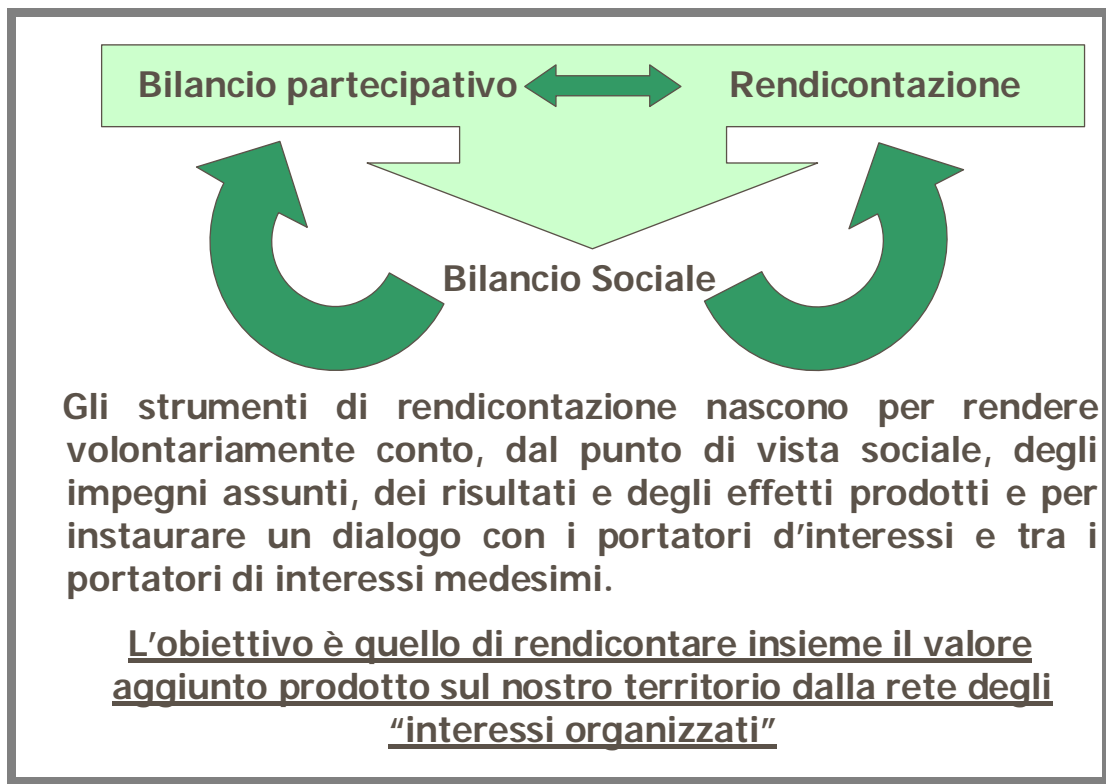 Bilancio partecipativo Rendicontazione
Bilancio Sociale
Gli strumenti di rendicontazione nascono per rendere
volontariamente conto, dal punto di vista sociale, degli
impegni assunti, dei risultati e degli effetti prodotti e per
instaurare un dialogo con i portatori d’interessi e tra i
portatori di interessi medesimi.
L’obiettivo è quello di rendicontare insieme il valore
aggiunto prodotto sul nostro territorio dalla rete degli
“interessi organizzati”